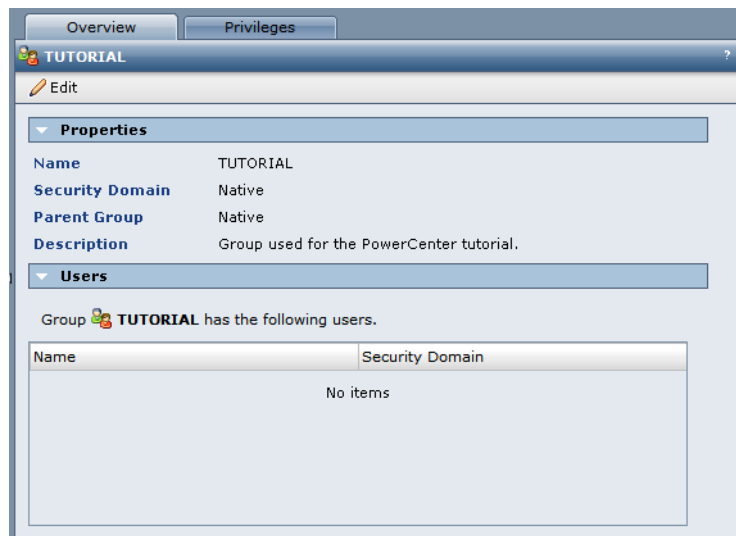 Overview Privileges
TUTORIAL ?
Edit
Properties
Name TUTORIAL
Security Domain Native
Parent Group Native
Description Group used for the PowerCenter tutorial.
Users
Group TUTORIAL has the following users.
Name Security Domain
No items